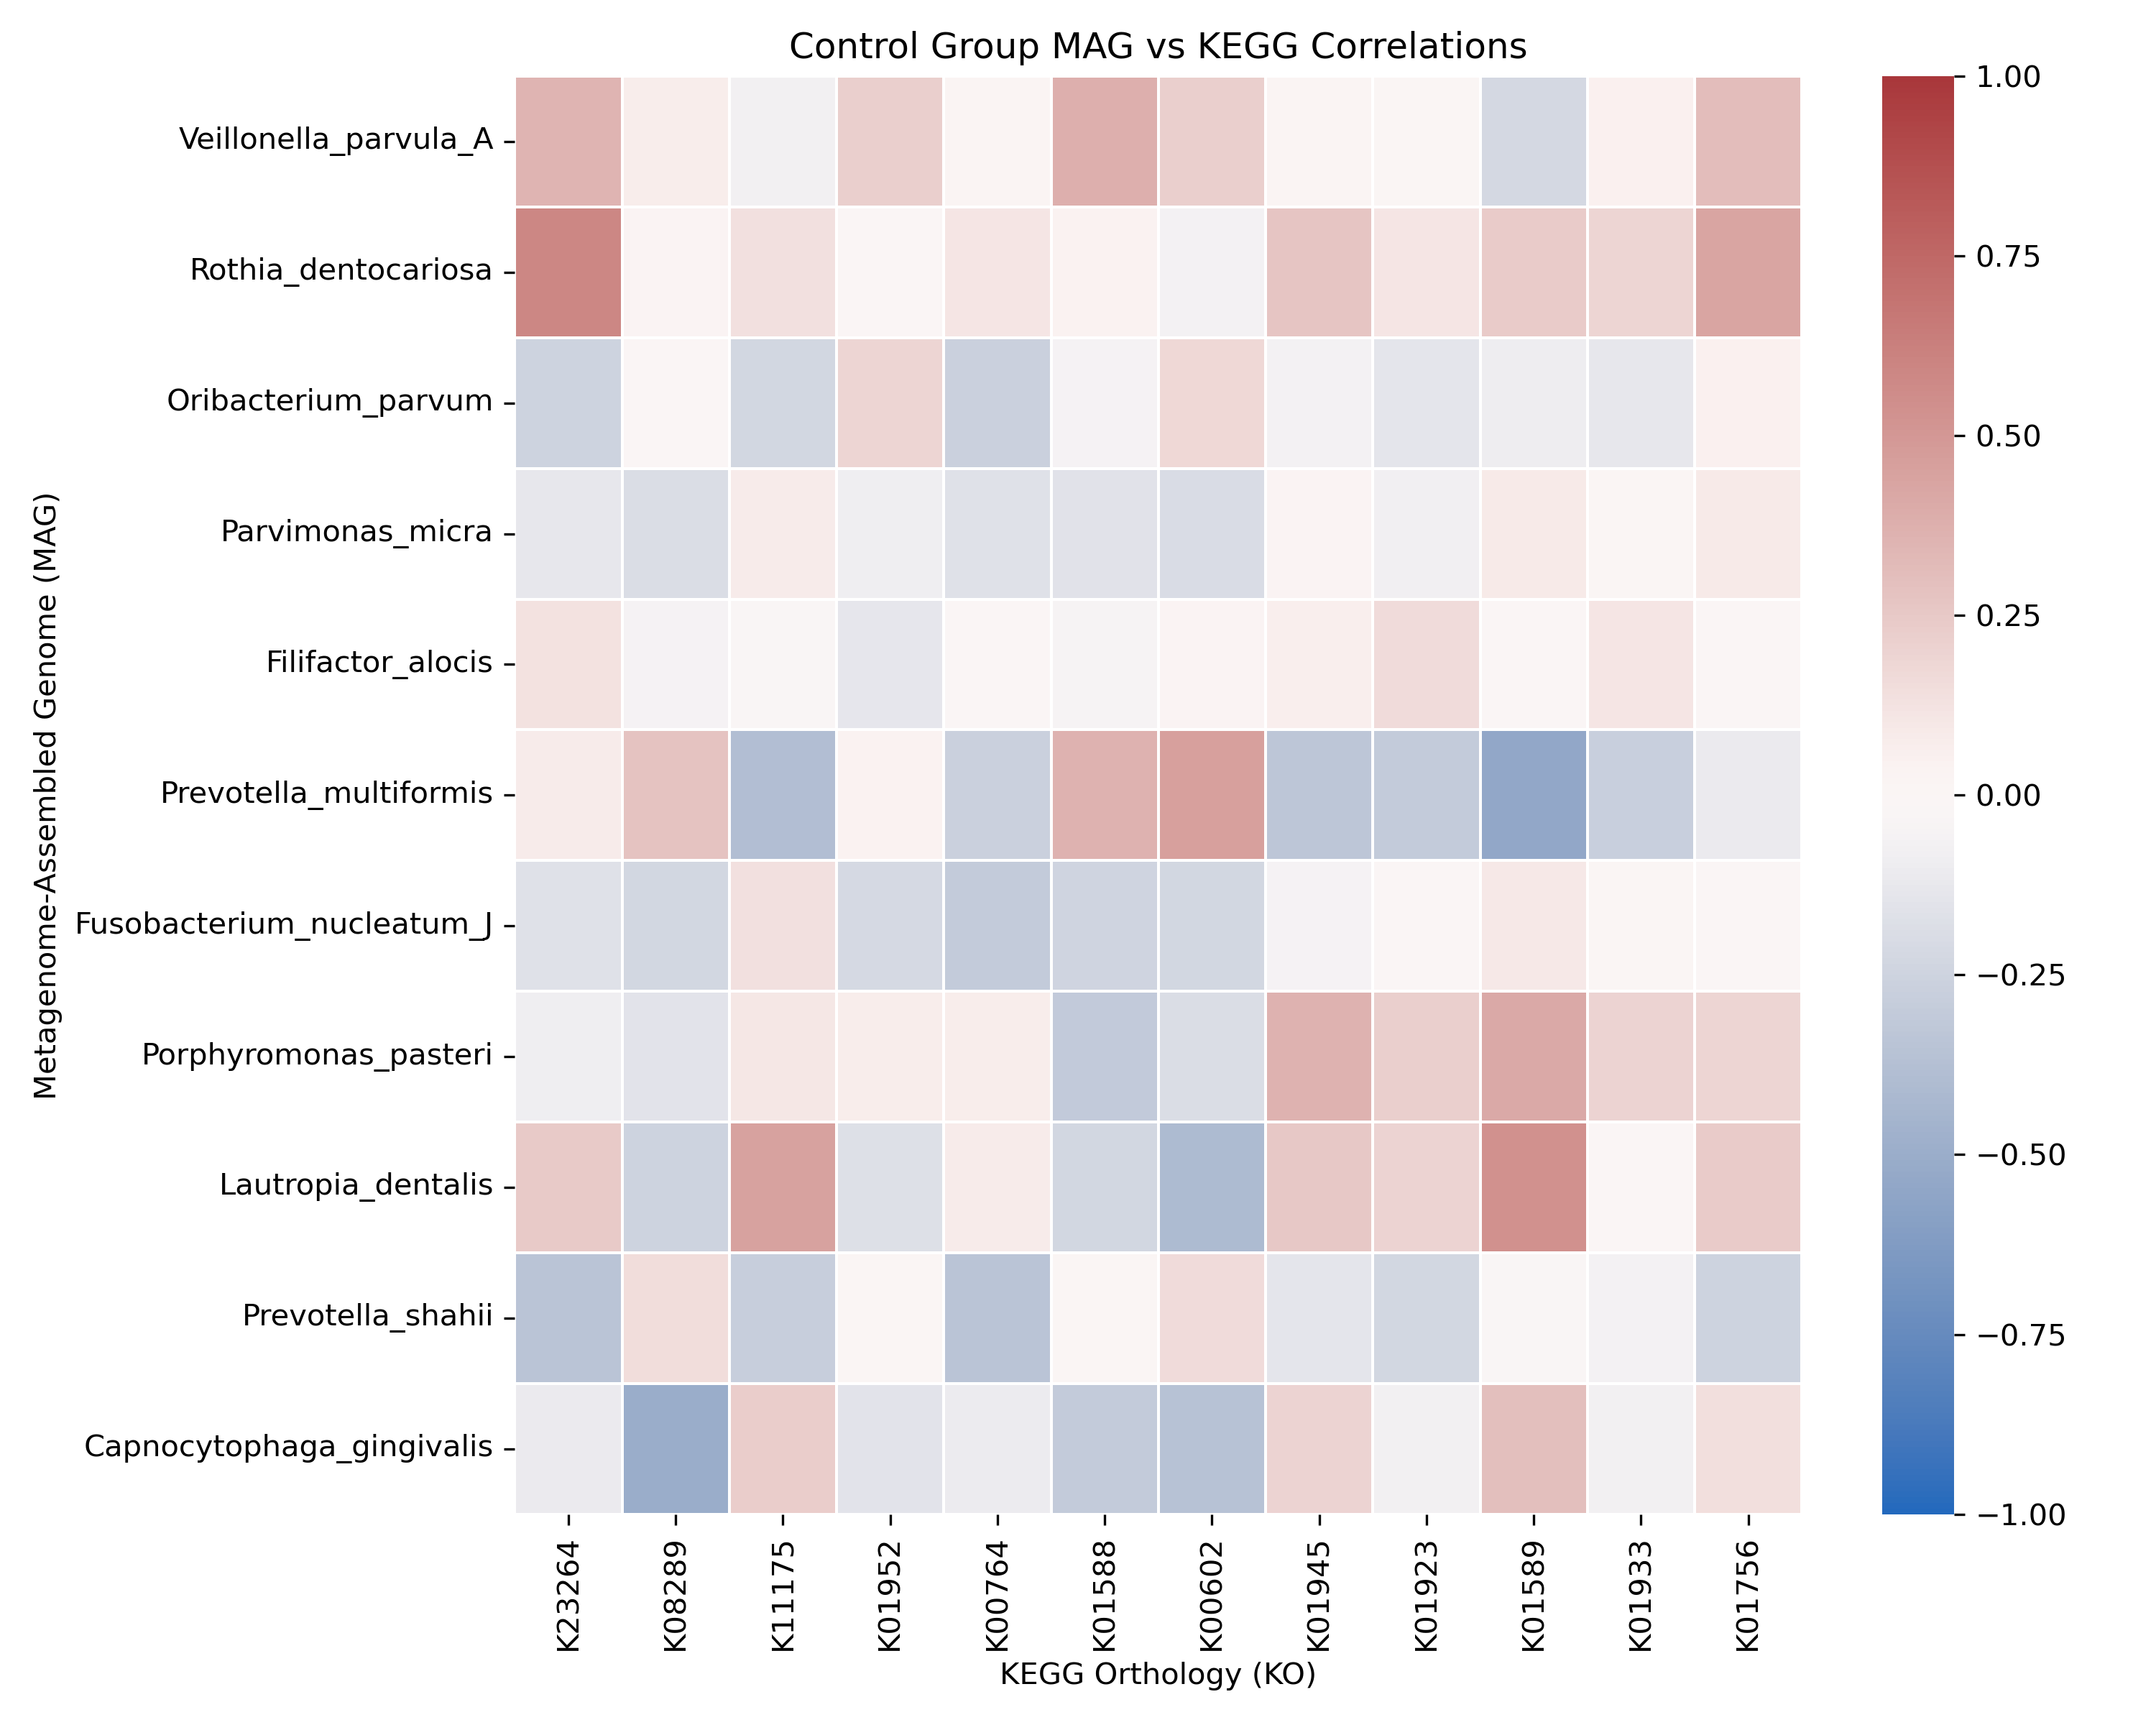 Control Group MAG vs KEGG Correlations
Metagenome-Assembled Genome (MAG)
Veillonella_parvula_A
Rothia_dentocariosa
Oribacterium_parvum
Parvimonas_micra
Filifactor_alocis
Prevotella_multiformis
Fusobacterium_nucleatum_J
Porphyromonas_pasteri
Lautropia_dentalis
Prevotella_shahii
Capnocytophaga_gingivalis
K23264
K08289
K11175
K01952
K00764
K01588
K00602
K01945
K01923
K01589
K01933
K01756
KEGG Orthology (KO)
1.00
0.75
0.50
0.25
0.00
−0.25
−0.50
−0.75
−1.00